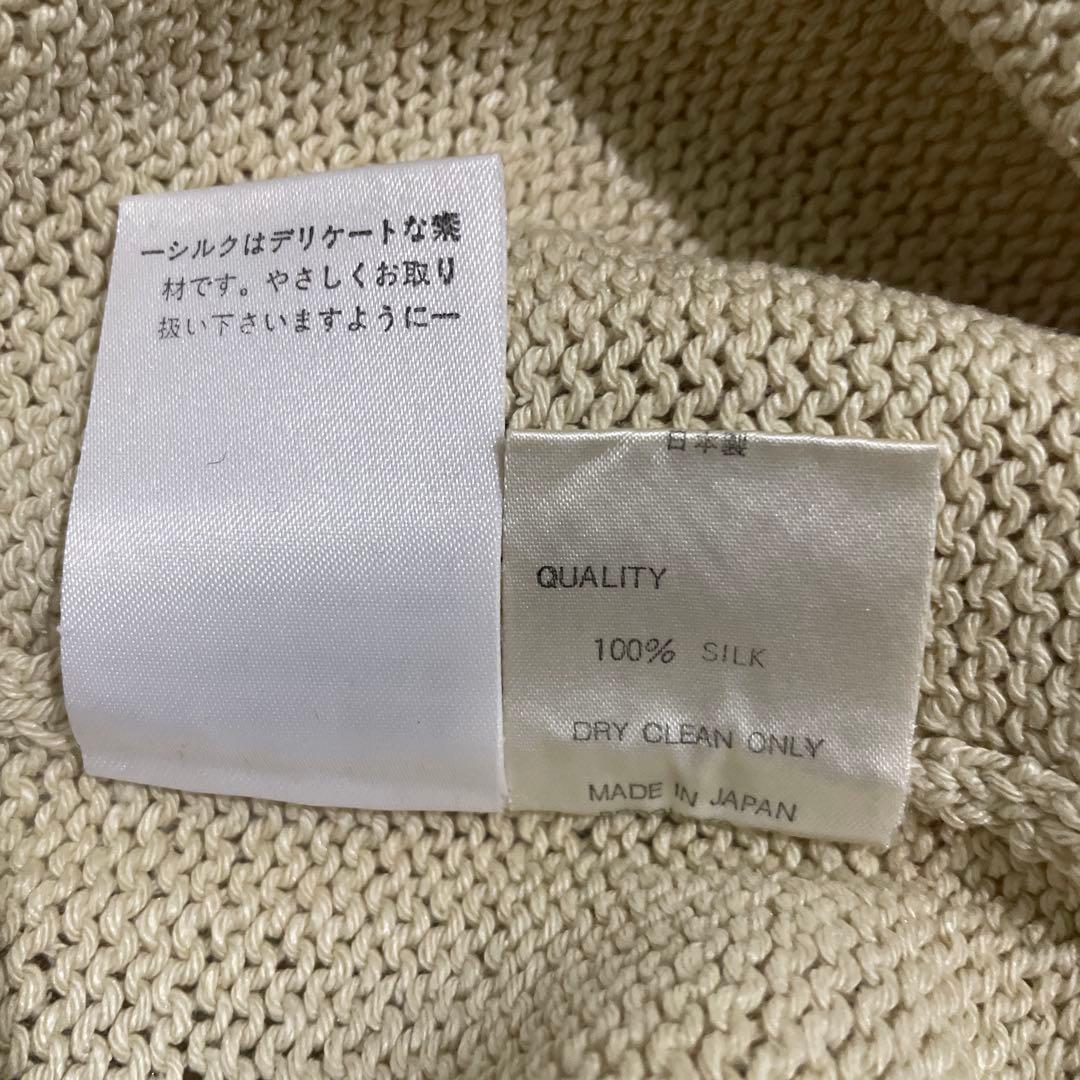 ーシルクはデリケートな素
材です。やさしくお取り
扱い下さいますようにー
日本製
QUALITY
100% SILK
DRY CLEAN ONLY
MADE IN JAPAN